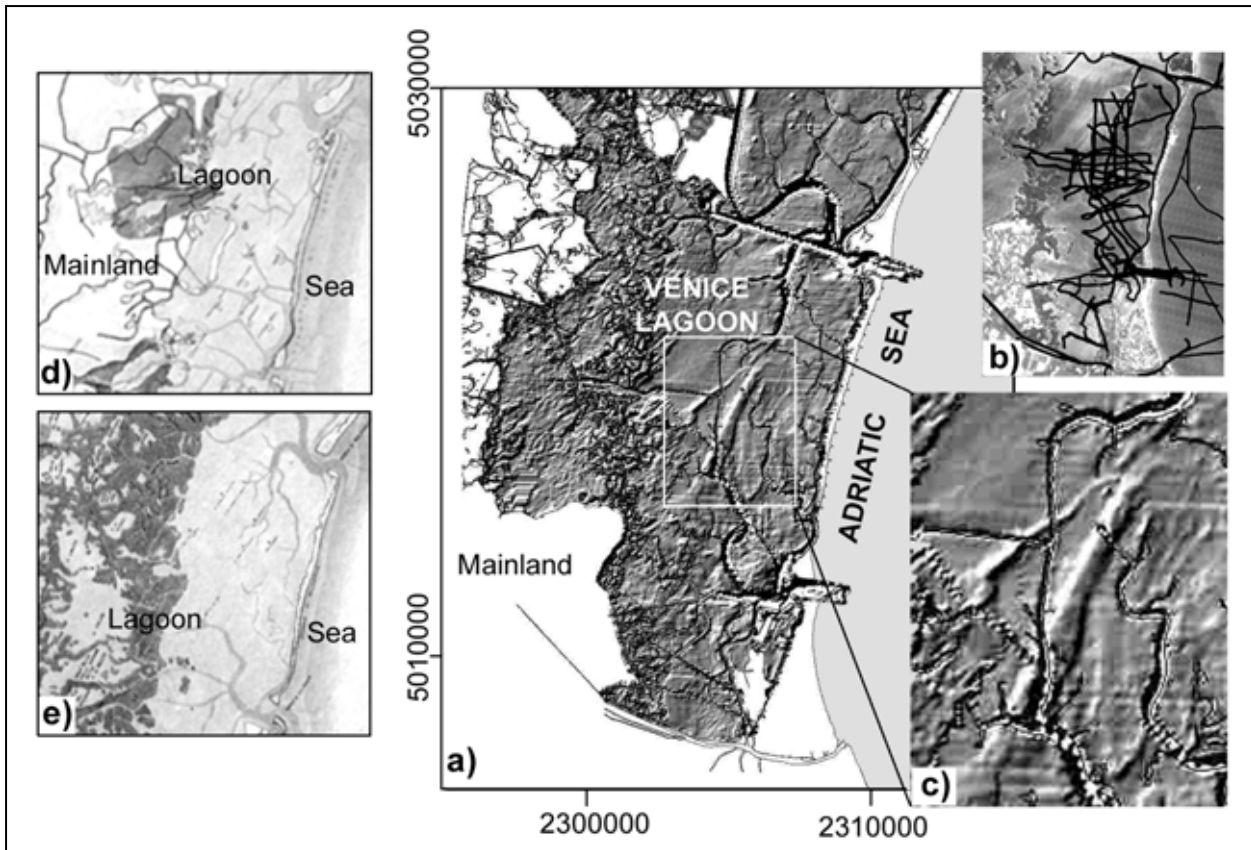 Lagoon
Mainland
Sea
d)
Lagoon
Sea
e)
5030000
5010000
VENICE
LAGOON
ADRIATIC SEA
Mainland
a)
2300000
2310000
b)
c)